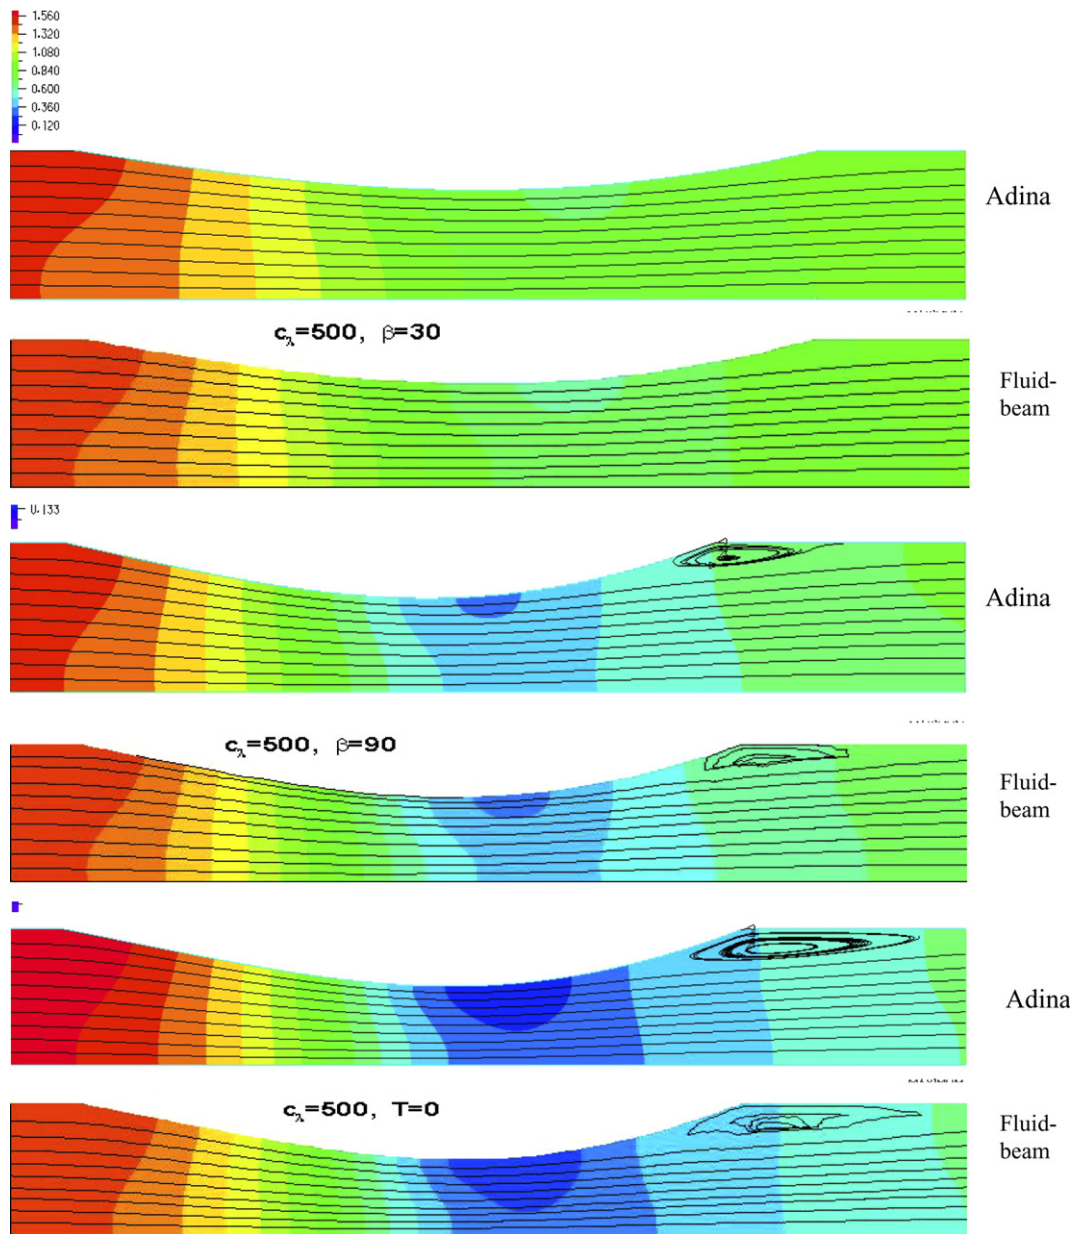 1.560
1.320
1.080
0.840
0.600
0.360
0.120
Adina
cλ=500, β=30
Fluid-
beam
0.133
Adina
cλ=500, β=90
Fluid-
beam
Adina
cλ=500, T=0
Fluid-
beam